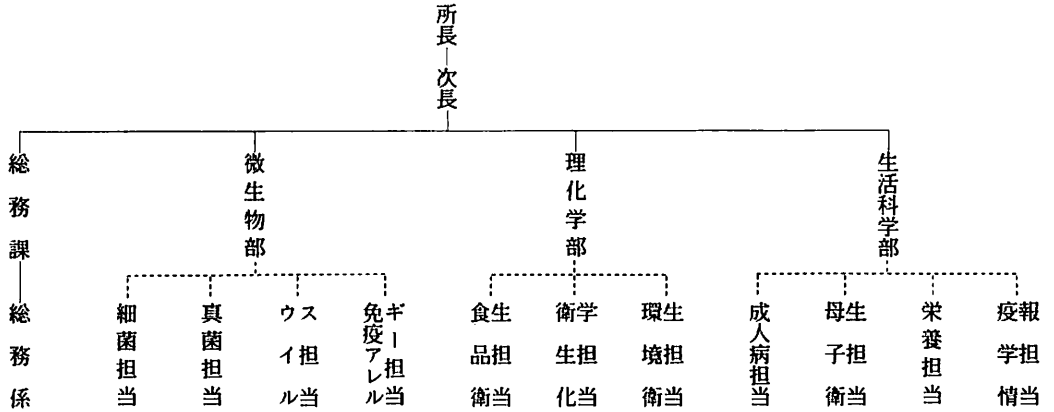 所長
次長
総務課
微生物部
理化学部
生活科学部
総務係
細菌担当
真菌担当
ウイル
ス担当
免疫アレル
ギー担当
食品衛
生担当
衛生化
学担当
環境衛
生担当
成人病担当
母子衛
生担当
栄養担当
疫学情
報担当